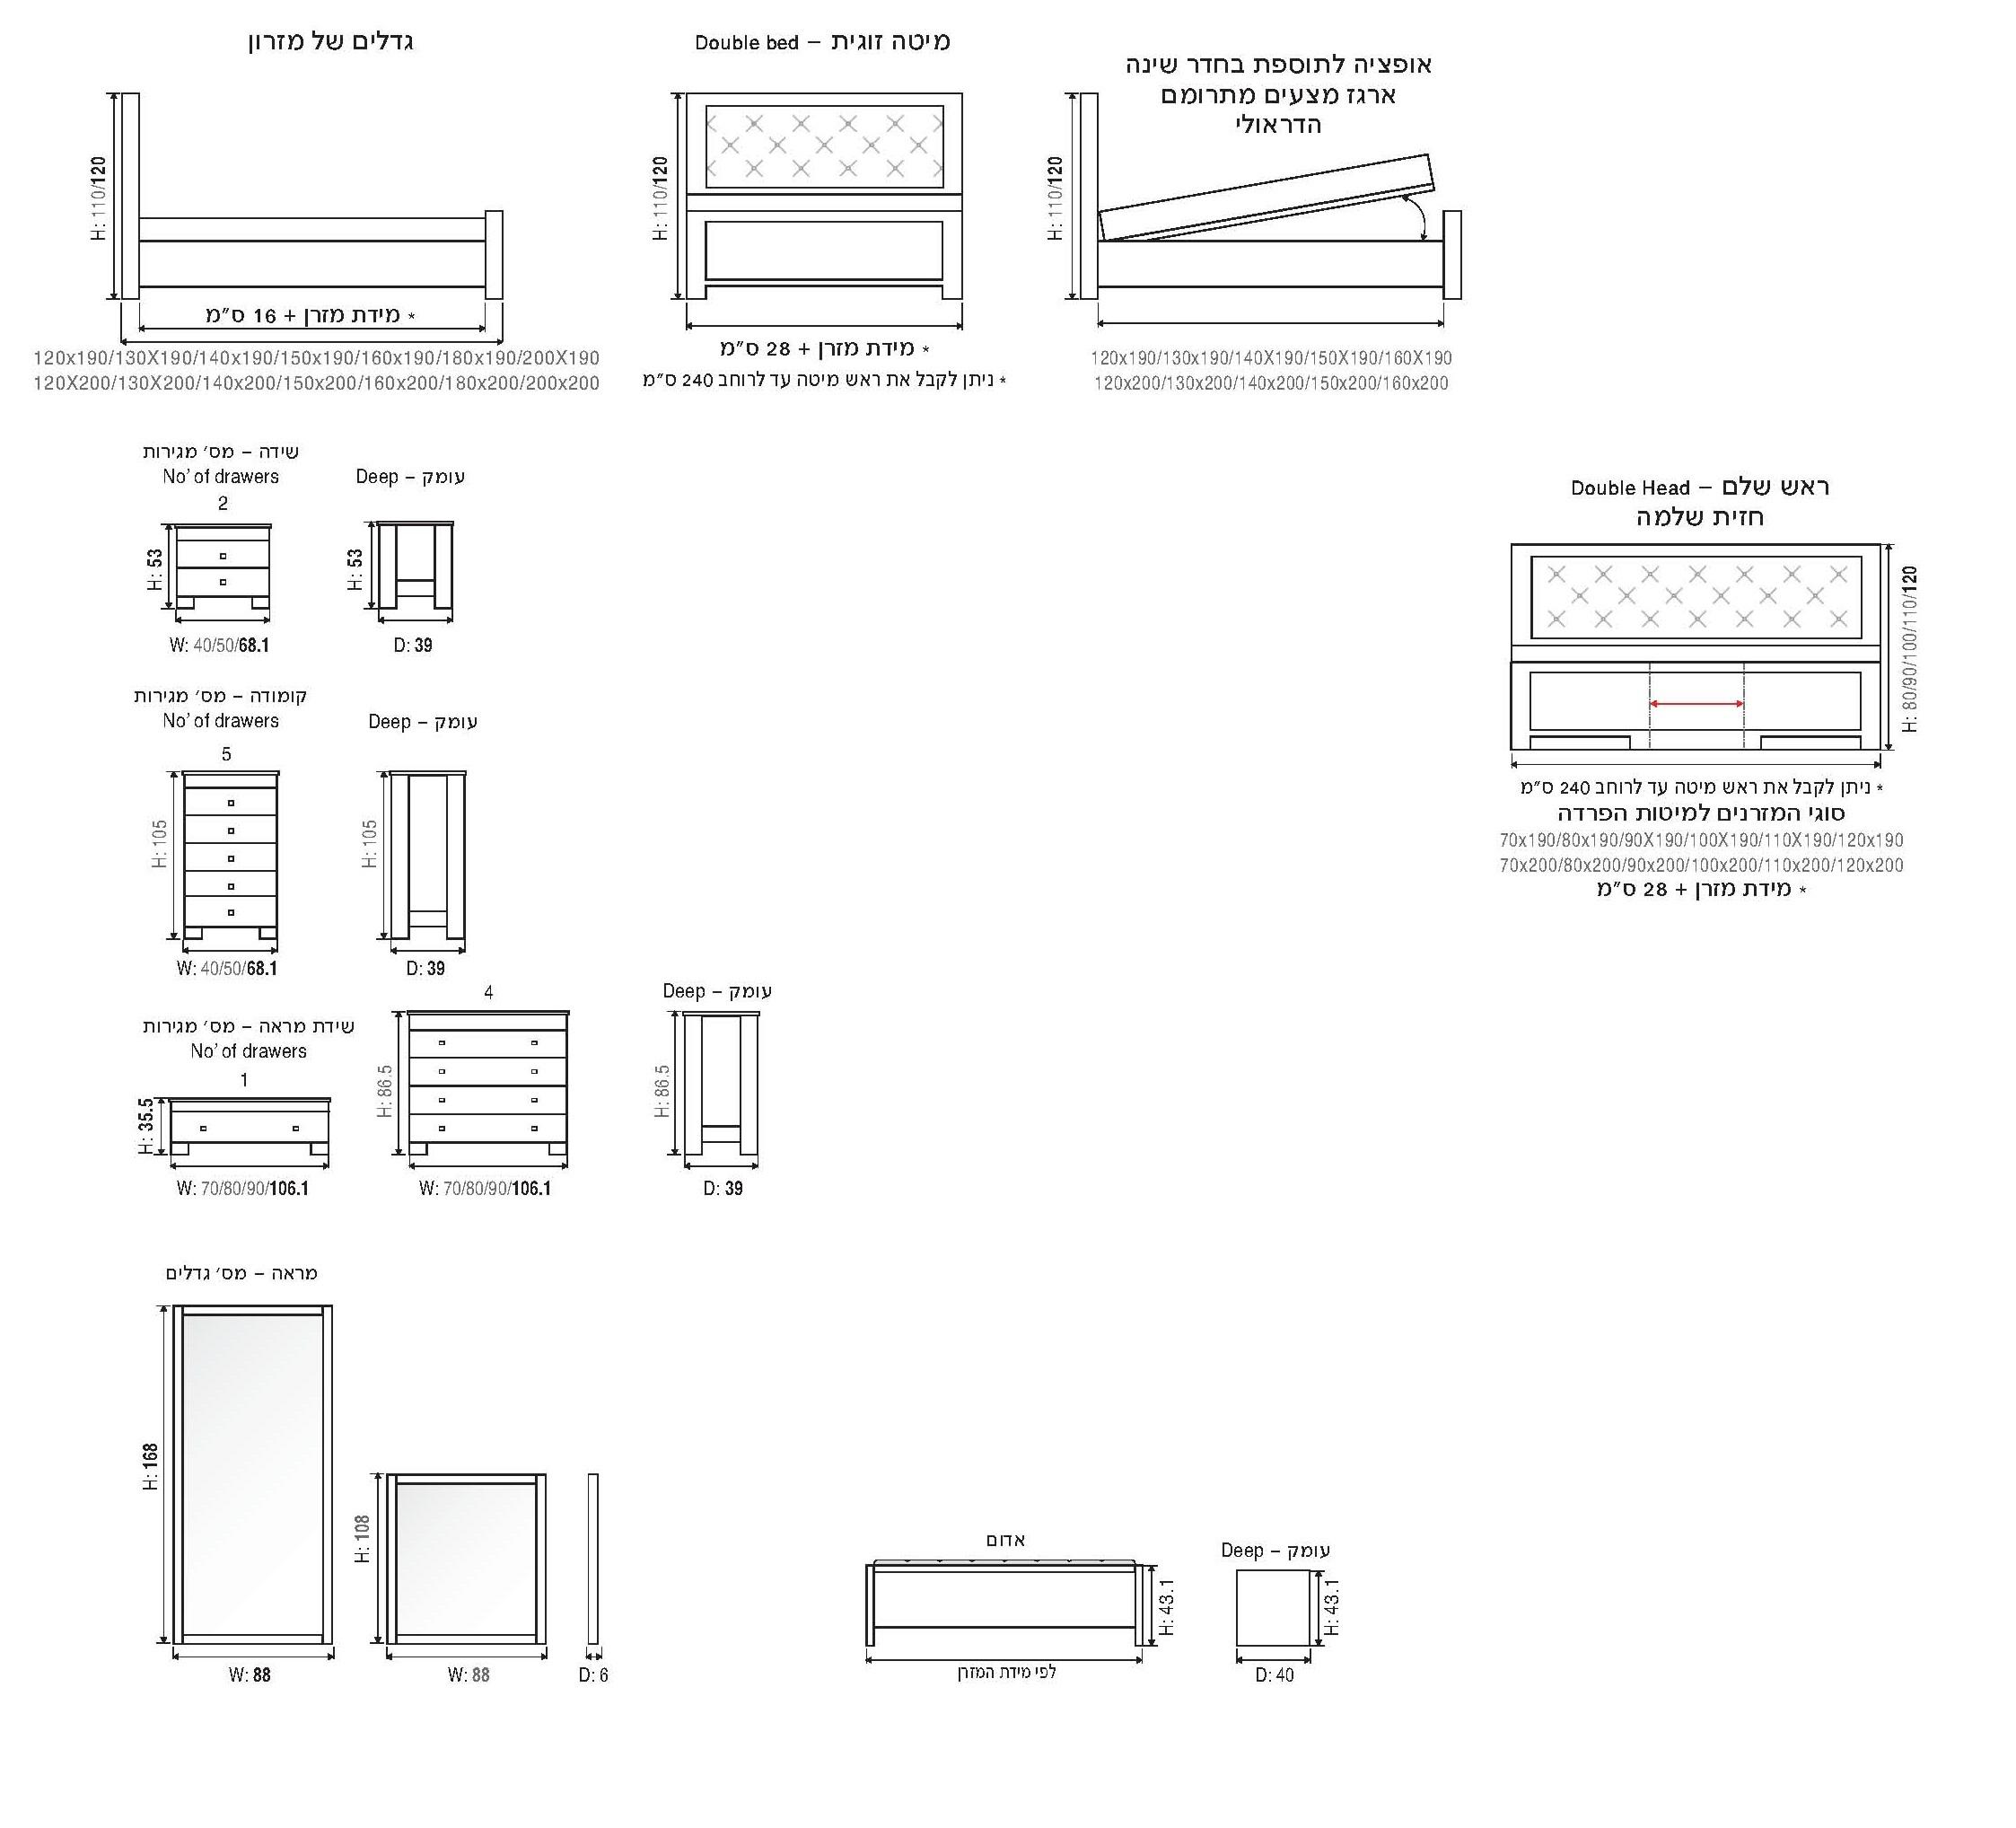 גדלים של מזרון
H: 110/120
* מידת מזרן + 16 ס"מ
120x190/130X190/140x190/150x190/160x190/180x190/200X190
120X200/130X200/140x200/150x200/160x200/180x200/200x200
מיטה זוגית – Double bed
H: 110/120
* מידת מזרן + 28 ס"מ
* ניתן לקבל את ראש מיטה עד לרוחב 240 ס"מ
אופציה לתוספת בחדר שינה
ארגז מצעים מתרומם
הדראולי
H: 110/120
120x190/130x190/140X190/150X190/160X190
120x200/130x200/140x200/150x200/160x200
שידה – מס' מגירות
No' of drawers
2
H: 53
W: 40/50/68.1
עומק – Deep
H: 53
D: 39
ראש שלם – Double Head
חזית שלמה
H: 80/90/100/110/120
* ניתן לקבל את ראש מיטה עד לרוחב 240 ס"מ
סוגי המזרנים למיטות הפרדה
70x190/80x190/90X190/100X190/110X190/120x190
70x200/80x200/90x200/100x200/110x200/120x200
* מידת מזרן + 28 ס"מ
קומודה – מס' מגירות
No' of drawers
5
H: 105
W: 40/50/68.1
עומק – Deep
H: 105
D: 39
שידת מראה – מס' מגירות
No' of drawers
1
H: 35.5
W: 70/80/90/106.1
4
H: 86.5
W: 70/80/90/106.1
עומק – Deep
H: 86.5
D: 39
מראה – מס' גדלים
H: 168
W: 88
H: 108
W: 88
D: 6
אדום
H: 43.1
לפי מידת המזרן
עומק – Deep
H: 43.1
D: 40